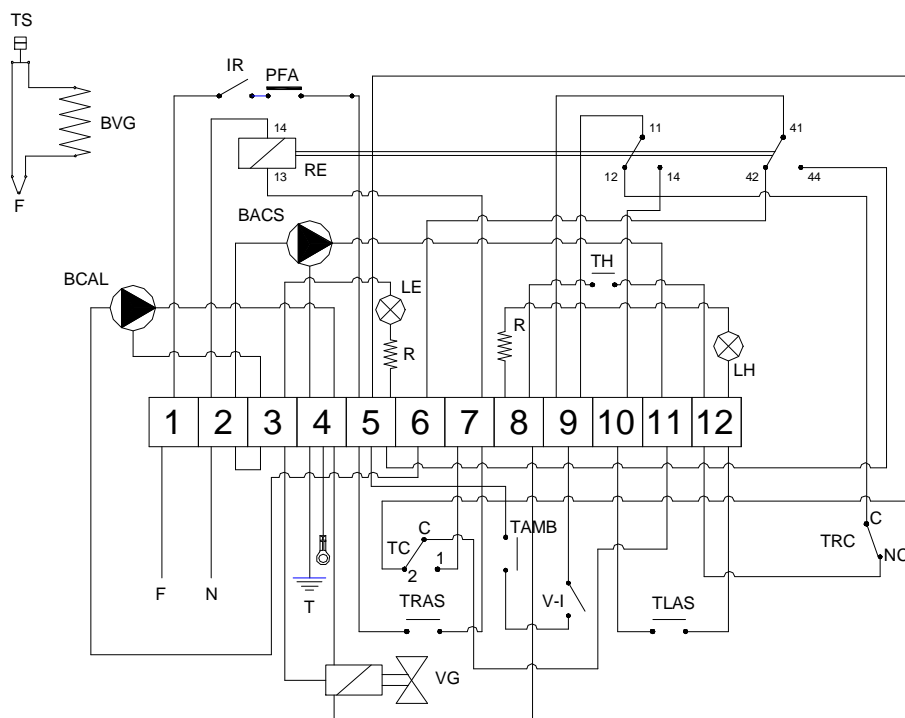 TS
IR
PFA
BVG
14
RE
13
F
11
41
12
14
42
44
BACS
TH
BCAL
LE
R
R
LH
1 2 3 4 5 6 7 8 9 10 11 12
C
TC
1
2
TAMB
C
TRC
NC
F
N
T
TRAS
V-I
TLAS
VG